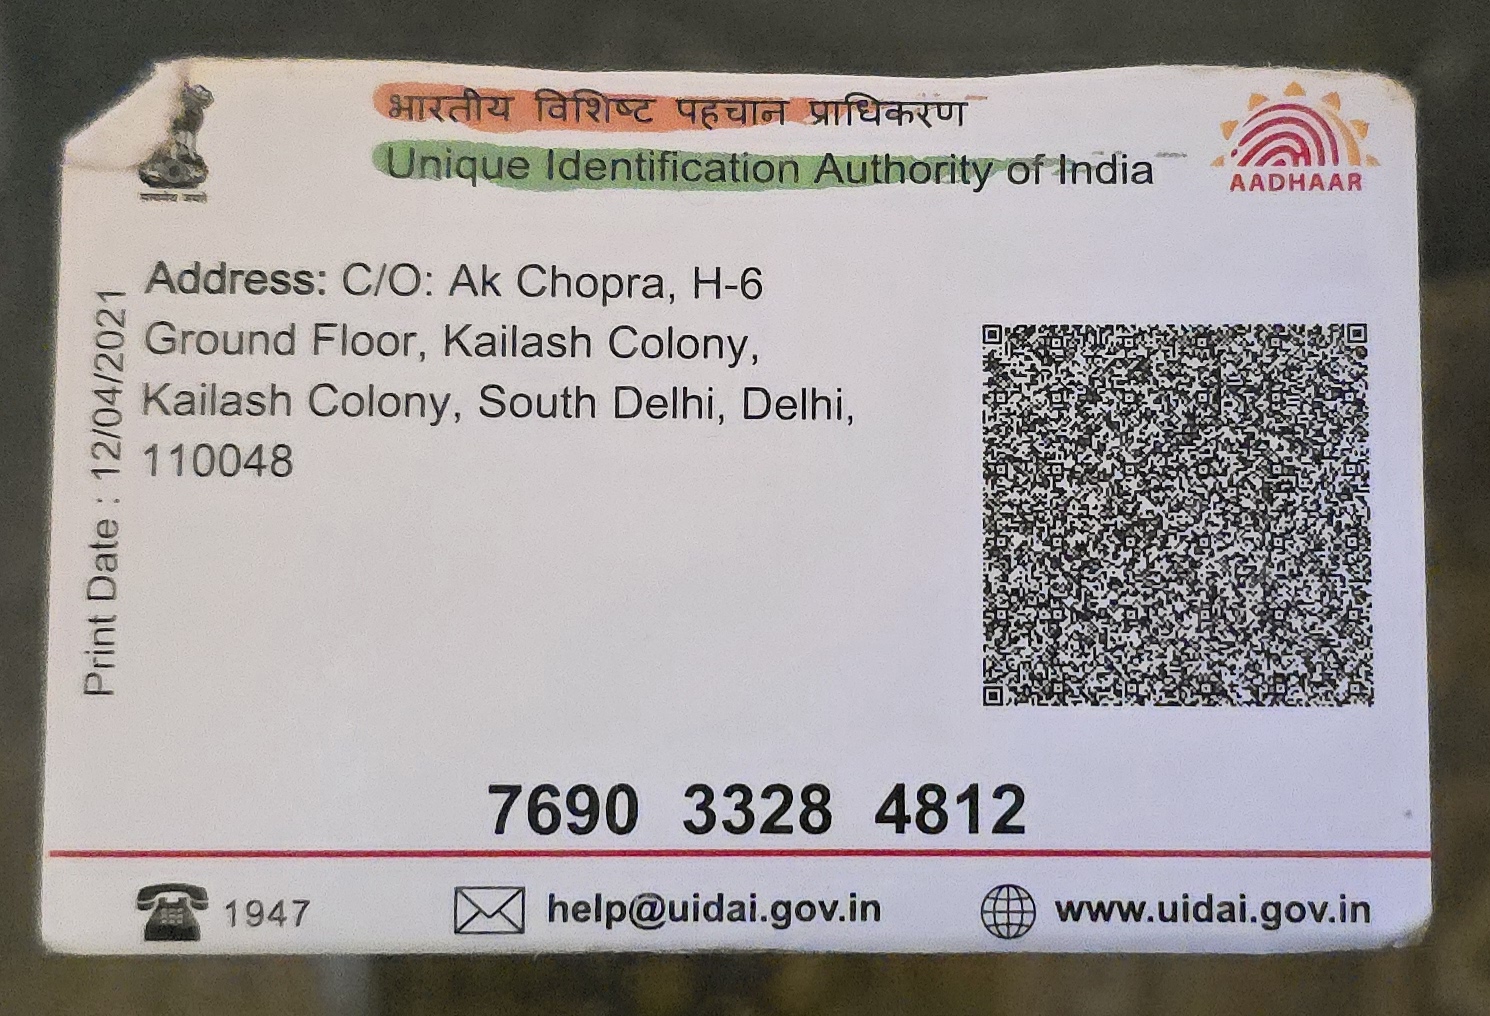 भारतीय विशिष्ट पहचान प्राधिकरण
Unique Identification Authority of India
AADHAAR
Print Date : 12/04/2021
Address: C/O: Ak Chopra, H-6
Ground Floor, Kailash Colony,
Kailash Colony, South Delhi, Delhi,
110048
7690 3328 4812
1947
help@uidai.gov.in
www.uidai.gov.in